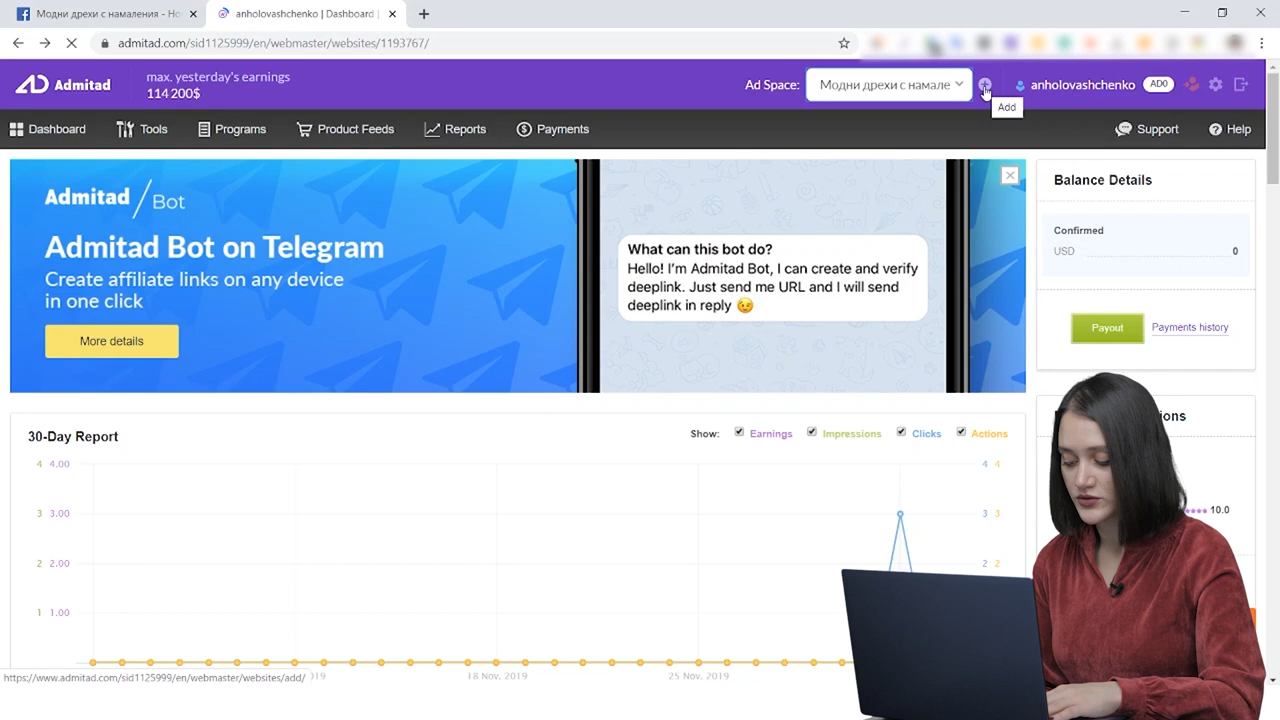 Модни дрехи с намаления - Но
anholovashchenko | Dashboard |
admitad.com/sid1125999/en/webmaster/websites/1193767/
Admitad
max. yesterday's earnings
114 200$
Ad Space:
Модни дрехи с намале
anholovashchenko
AD0
Add
Dashboard
Tools
Programs
Product Feeds
Reports
Payments
Support
Help
Admitad / Bot
Admitad Bot on Telegram
Create affiliate links on any device
in one click
More details
What can this bot do?
Hello! I'm Admitad Bot, I can create and verify
deeplink. Just send me URL and I will send
deeplink in reply 😉
Balance Details
Confirmed
USD 0
Payout
Payments history
30-Day Report
Show: Earnings Impressions Clicks Actions
4 4.00 4 4
3 3.00 3 3
2 2.00 2 2
1 1.00
10.0
18 Nov, 2019
25 Nov, 2019
https://www.admitad.com/sid1125999/en/webmaster/websites/add/